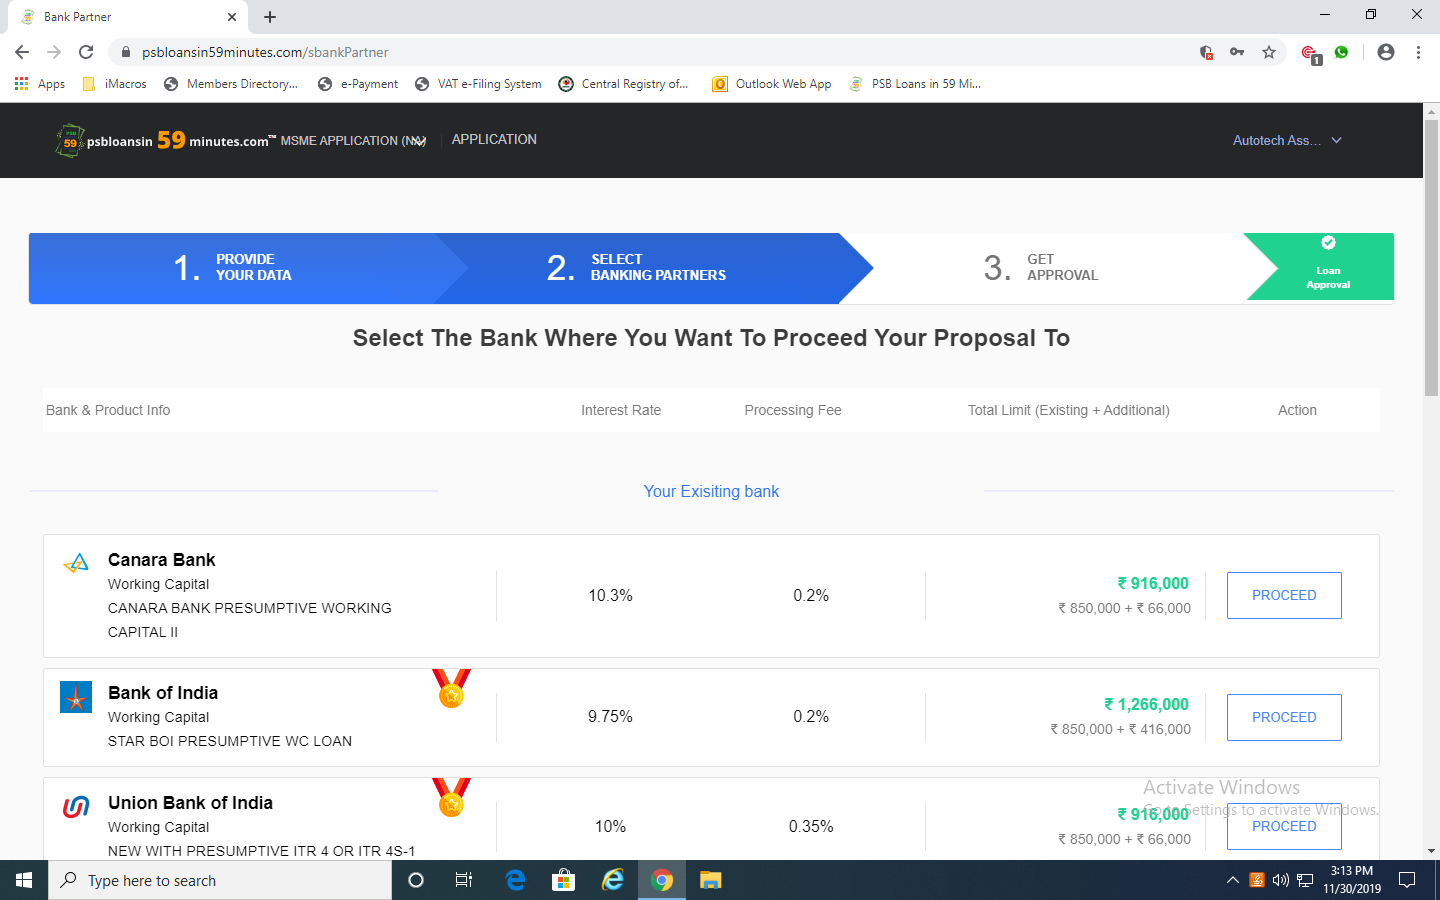 Bank Partner
psbloansin59minutes.com/sbankPartner
1
Apps
iMacros
Members Directory...
e-Payment
VAT e-Filing System
Central Registry of...
Outlook Web App
PSB Loans in 59 Mi...
PSB
59
psbloansin 59 minutes.com™
MSME APPLICATION
APPLICATION
Autotech Ass...
1. PROVIDE
YOUR DATA
2. SELECT
BANKING PARTNERS
3. GET
APPROVAL
Loan
Approval
Select The Bank Where You Want To Proceed Your Proposal To
Bank & Product Info Interest Rate Processing Fee Total Limit (Existing + Additional) Action
Your Exisiting bank
Canara Bank
Working Capital
CANARA BANK PRESUMPTIVE WORKING
CAPITAL II
10.3%
0.2%
₹ 916,000
₹ 850,000 + ₹ 66,000
PROCEED
Bank of India
Working Capital
STAR BOI PRESUMPTIVE WC LOAN
9.75%
0.2%
₹ 1,266,000
₹ 850,000 + ₹ 416,000
PROCEED
Union Bank of India
Working Capital
NEW WITH PRESUMPTIVE ITR 4 OR ITR 4S-1
10%
0.35%
₹ 916,000
₹ 850,000 + ₹ 66,000
PROCEED
Activate Windows
Go to Settings to activate Windows.
Type here to search
3:13 PM
11/30/2019